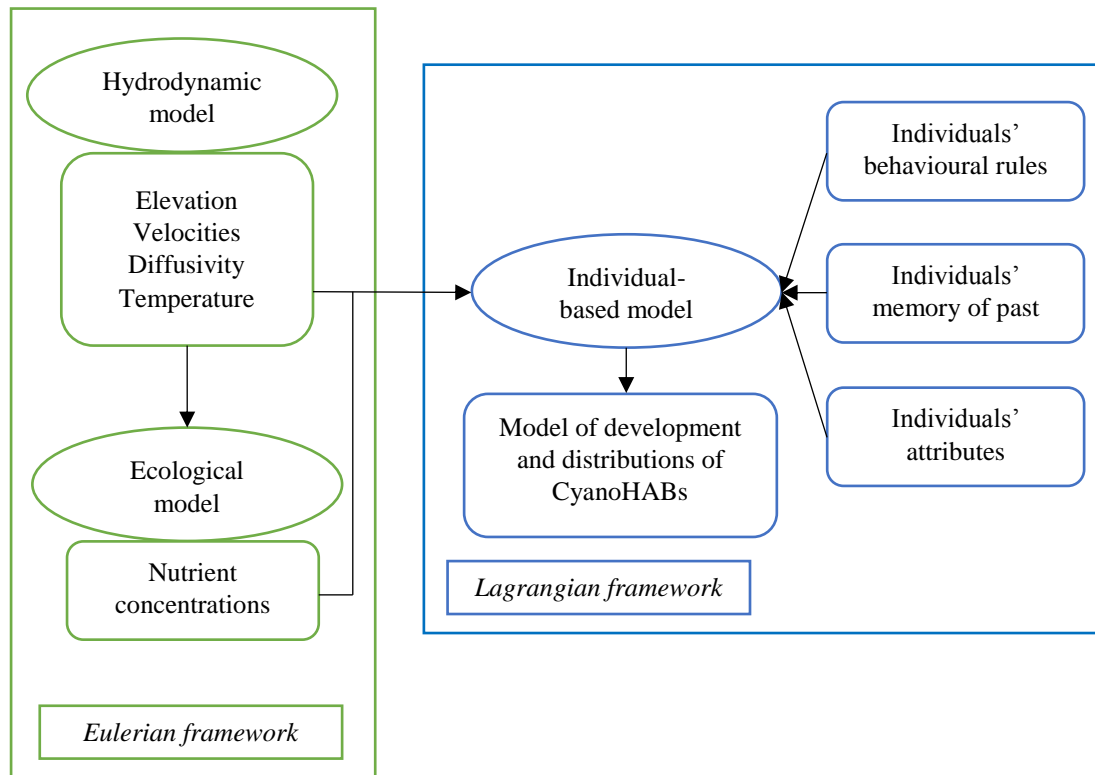 Hydrodynamic
model
Elevation
Velocities
Diffusivity
Temperature
Ecological
model
Nutrient
concentrations
Eulerian framework
Individual-
based model
Model of development
and distributions of
CyanoHABs
Lagrangian framework
Individuals’
behavioural rules
Individuals’
memory of past
Individuals’
attributes